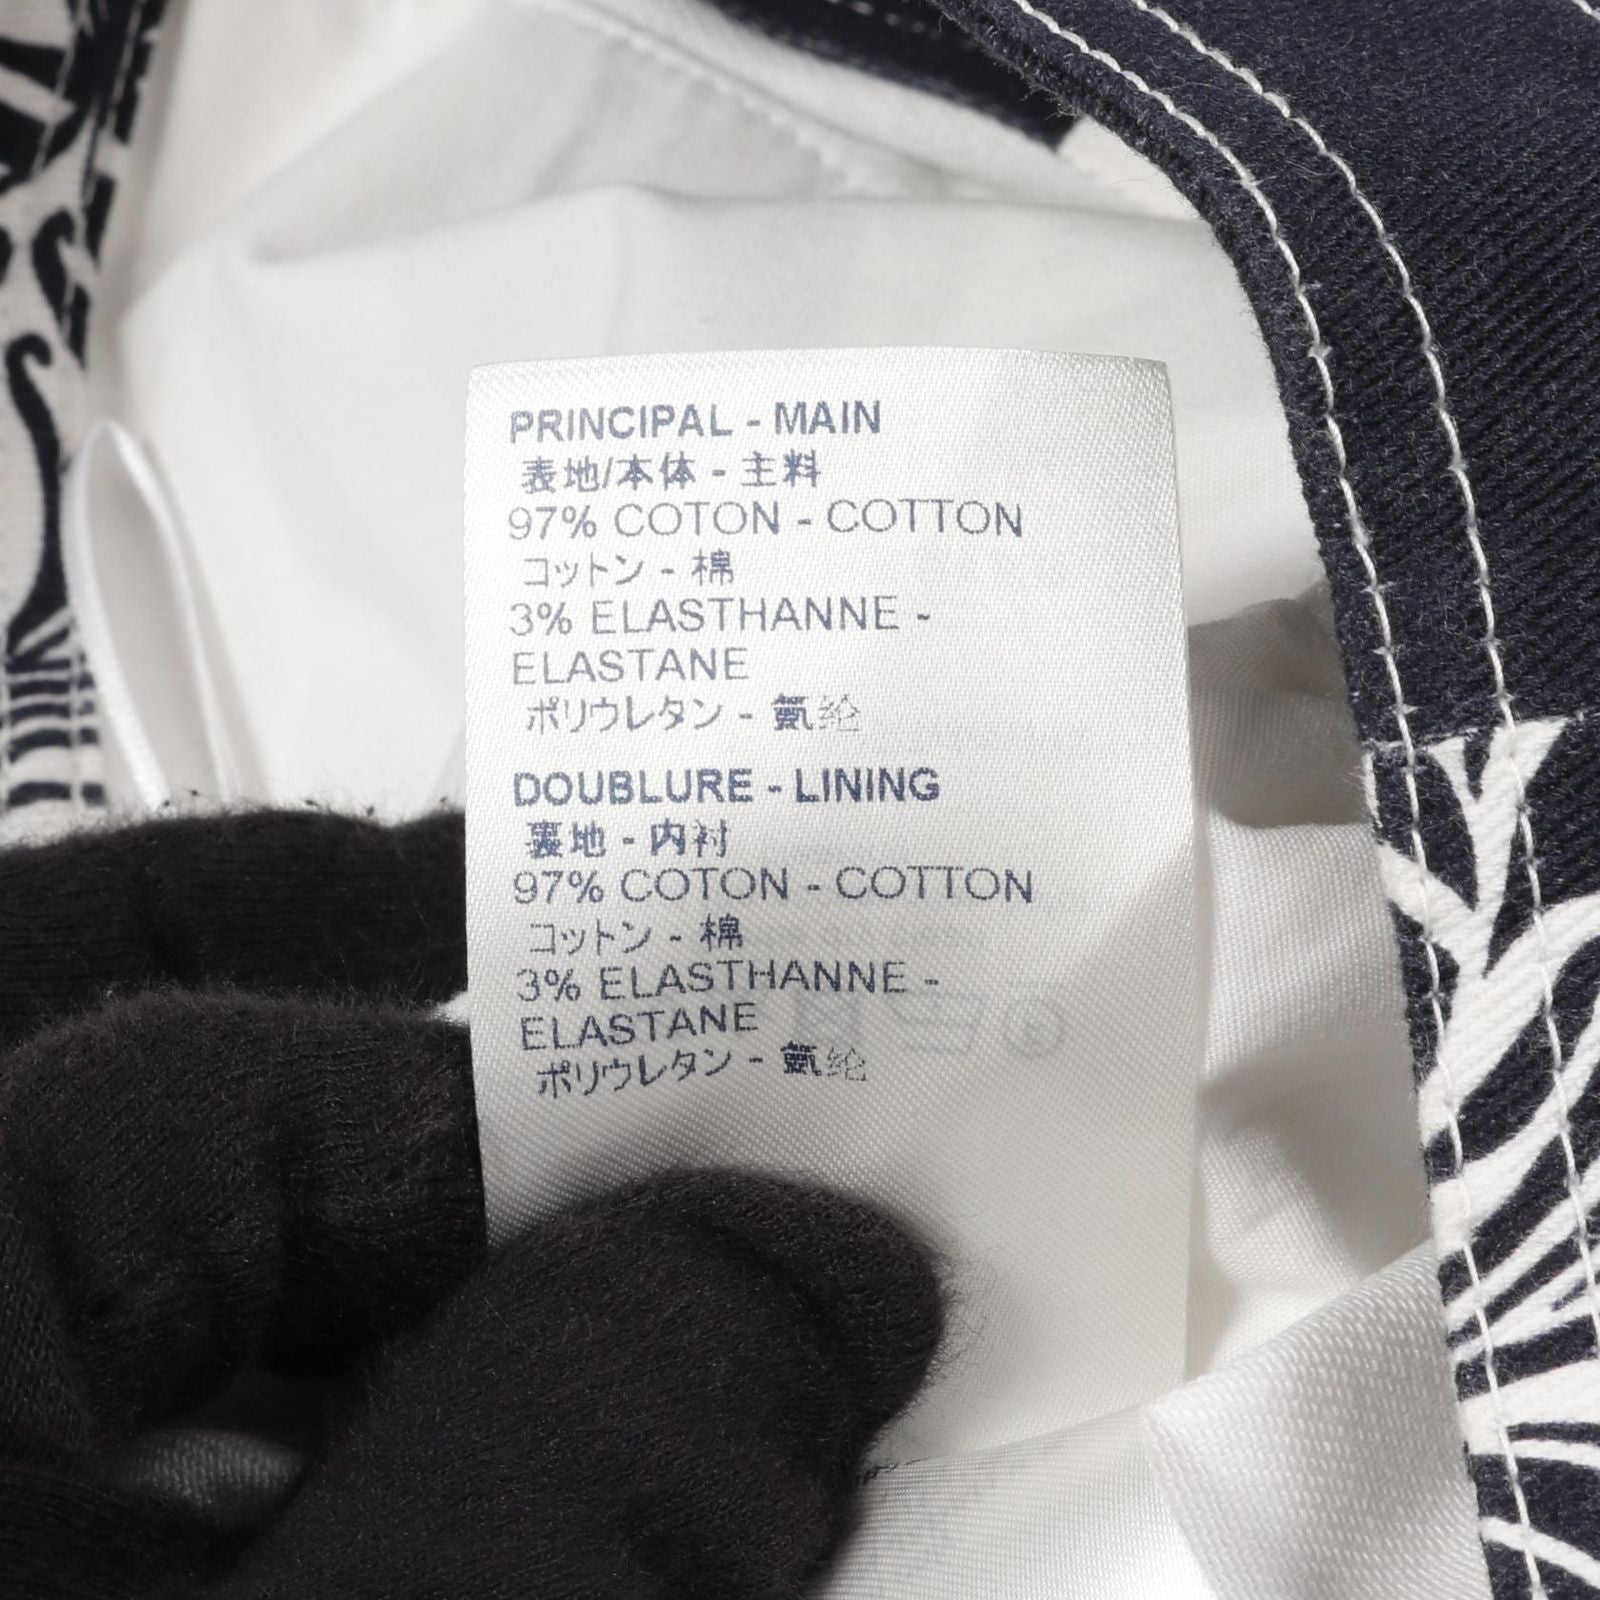 PRINCIPAL - MAIN
表地/本体 - 主料
97% COTON - COTTON
コットン - 棉
3% ELASTHANNE -
ELASTANE
ポリウレタン - 氨纶
DOUBLURE - LINING
裏地 - 内衬
97% COTON - COTTON
コットン - 棉
3% ELASTHANNE -
ELASTANE
ポリウレタン - 氨纶